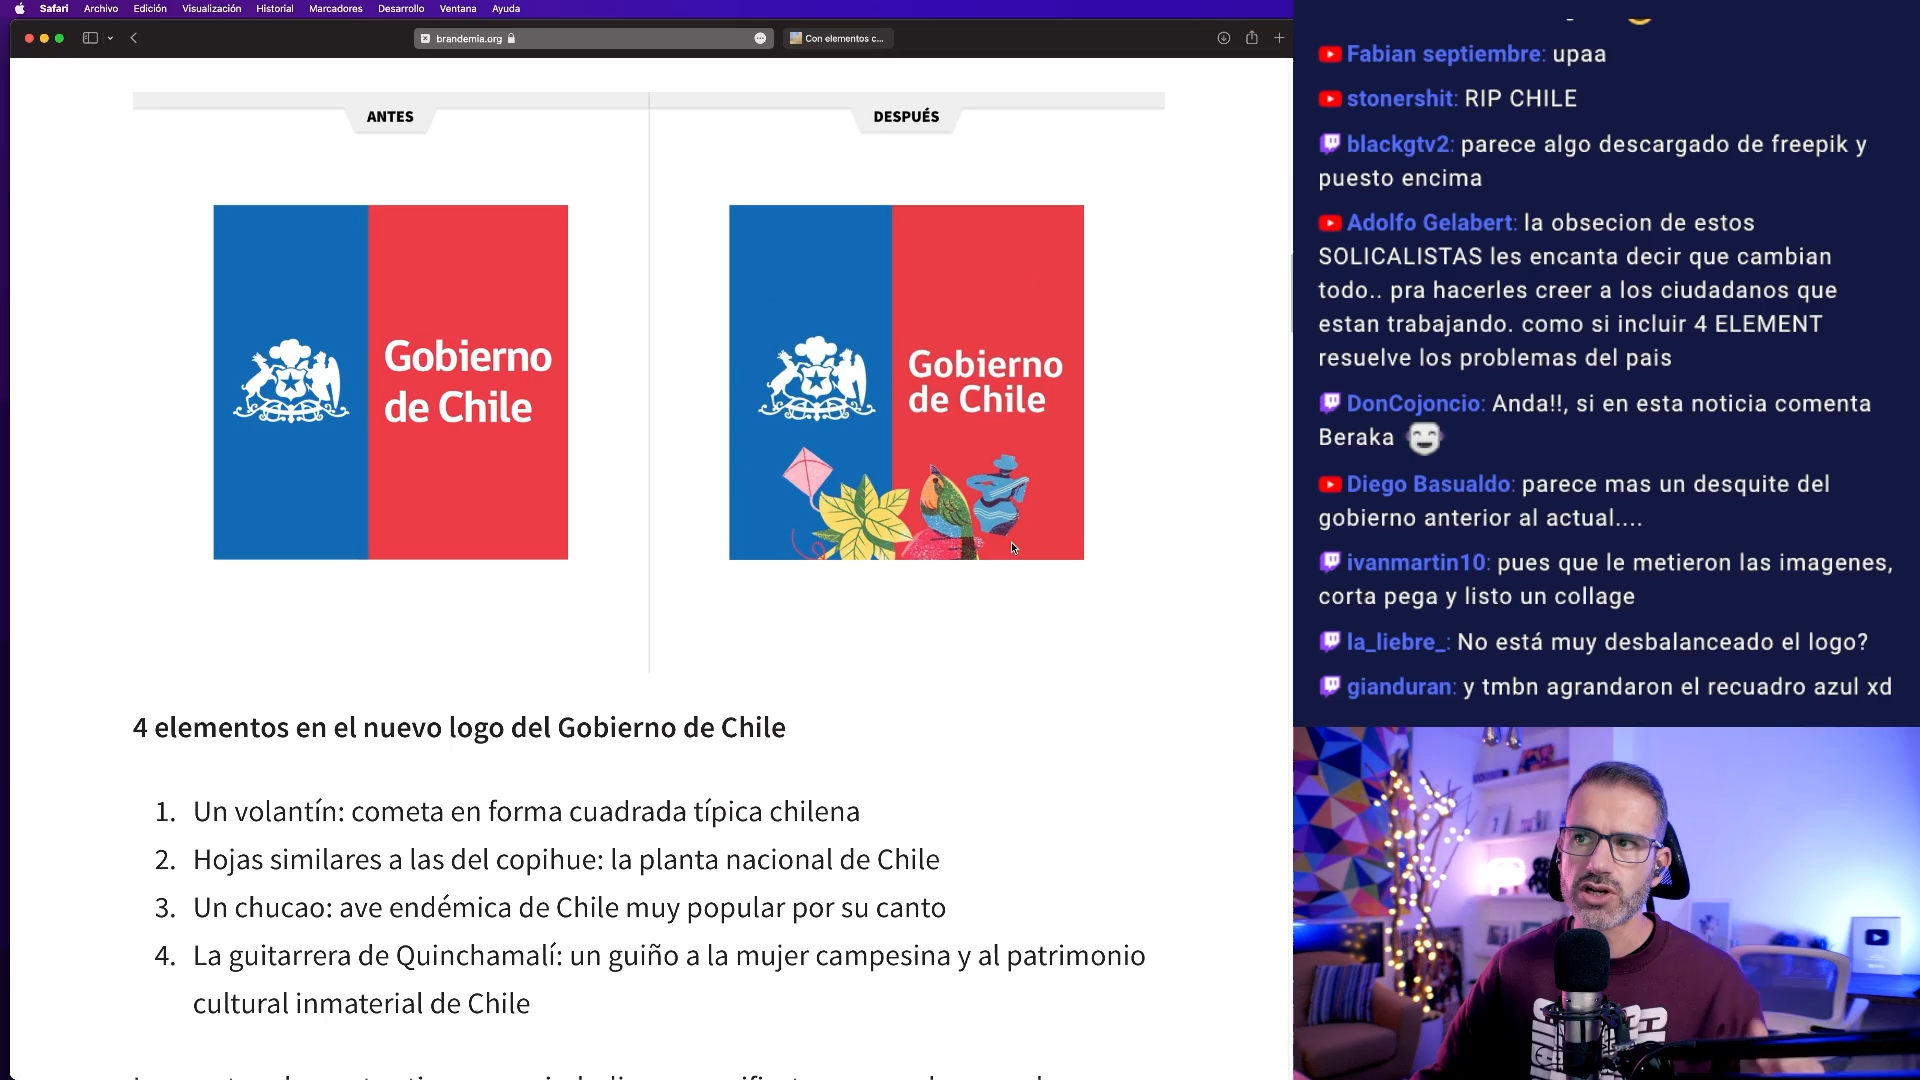 Safari Archivo Edición Visualización Historial Marcadores Desarrollo Ventana Ayuda
brandemia.org
Con elementos c...
ANTES
DESPUÉS
Gobierno
de Chile
Gobierno
de Chile
4 elementos en el nuevo logo del Gobierno de Chile
1. Un volantín: cometa en forma cuadrada típica chilena
2. Hojas similares a las del copihue: la planta nacional de Chile
3. Un chucao: ave endémica de Chile muy popular por su canto
4. La guitarrera de Quinchamalí: un guiño a la mujer campesina y al patrimonio
cultural inmaterial de Chile
Fabian septiembre: upaa
stonershit: RIP CHILE
blackgtv2: parece algo descargado de freepik y
puesto encima
Adolfo Gelabert: la obsecion de estos
SOLICALISTAS les encanta decir que cambian
todo.. pra hacerles creer a los ciudadanos que
estan trabajando. como si incluir 4 ELEMENT
resuelve los problemas del pais
DonCojoncio: Anda!!, si en esta noticia comenta
Beraka
Diego Basualdo: parece mas un desquite del
gobierno anterior al actual....
ivanmartin10: pues que le metieron las imagenes,
corta pega y listo un collage
la_liebre_: No está muy desbalanceado el logo?
gianduran: y tmbn agrandaron el recuadro azul xd